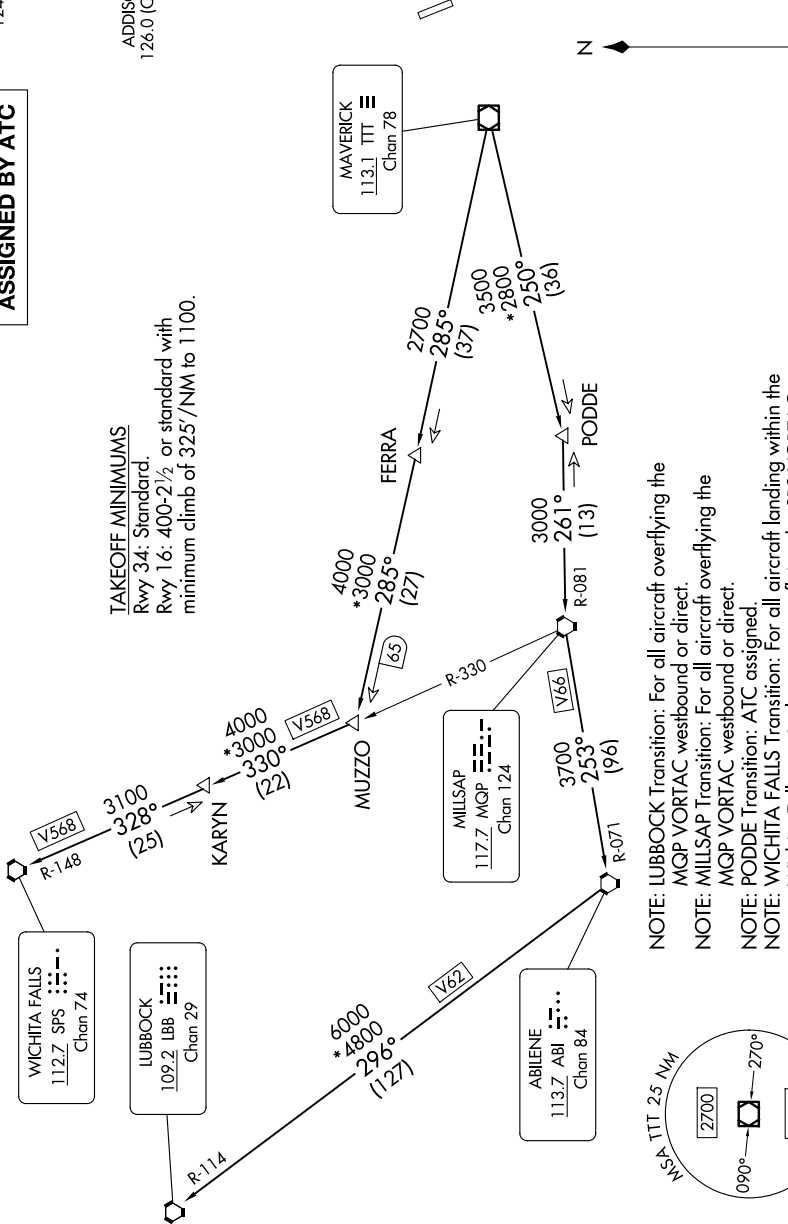 ASSIGNED BY ATC
124
ADDISO
126.0 (C
TAKEOFF MINIMUMS
Rwy 34: Standard.
Rwy 16: 400-2½ or standard with
minimum climb of 325'/NM to 1100.
N
MAVERICK
113.1 TTT
Chan 78
2700
285°
(37)
3500
*2800
250°
(36)
FERRA
PODDE
4000
*3000
285°
(27)
65
3000
261°
(13)
R-081
R-330
MUZZO
V568
4000
*3000
330°
(22)
KARYN
3100
328°
(25)
V568
R-148
WICHITA FALLS
112.7 SPS
Chan 74
LUBBOCK
109.2 LBB
Chan 29
MILLSAP
117.7 MQP
Chan 124
V66
3700
253°
(96)
R-071
ABILENE
113.7 ABI
Chan 84
V62
6000
*4800
296°
(127)
R-114
NOTE: LUBBOCK Transition: For all aircraft overflying the
MQP VORTAC westbound or direct.
NOTE: MILLSAP Transition: For all aircraft overflying the
MQP VORTAC westbound or direct.
NOTE: PODDE Transition: ATC assigned.
NOTE: WICHITA FALLS Transition: For all aircraft landing within the
MSA TTT 25 NM
2700
090°
270°